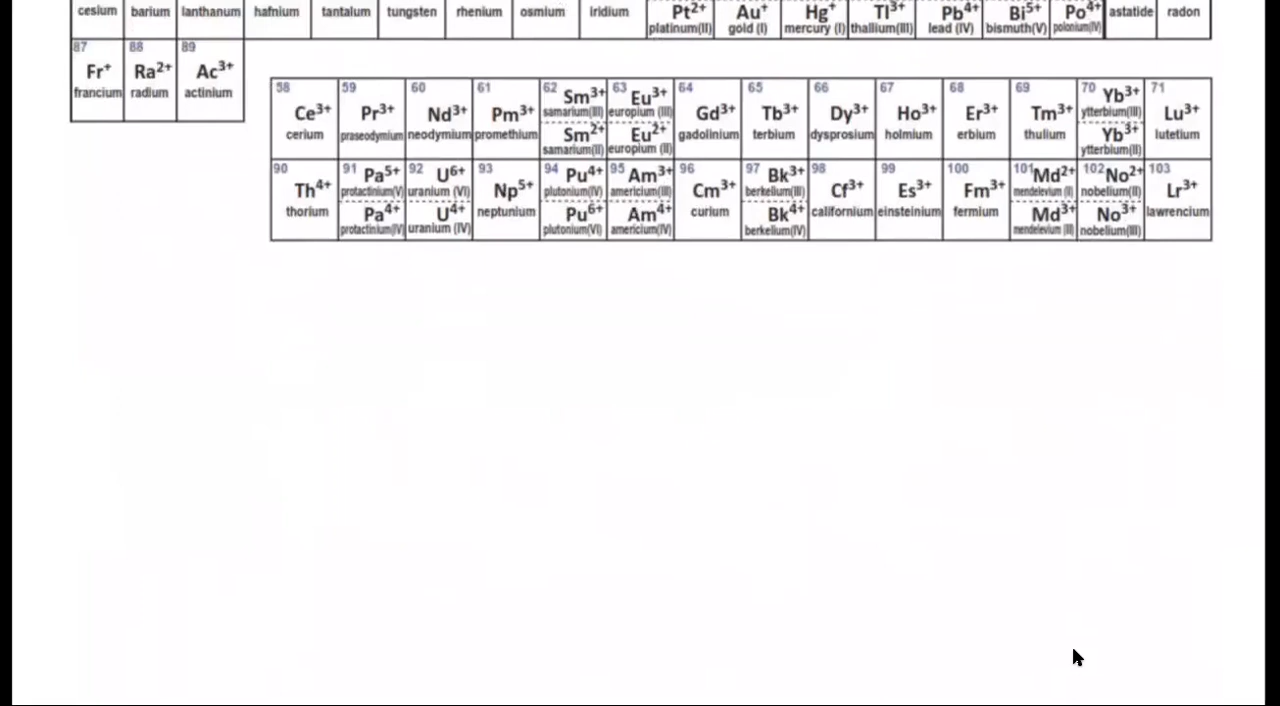 Pt2+ Au+ Hg+ Tl3+ Pb4+ Bi5+ Po4+
cesium barium lanthanum hafnium tantalum tungsten rhenium osmium iridium platinum(II) gold (I) mercury (I) thallium(III) lead (IV) bismuth(V) polonium(IV) astatide radon
87 88 89
Fr+ Ra2+ Ac3+
francium radium actinium
58 59 60 61 62 Sm3+ 63 Eu3+ 64 65 66 67 68 69 70 Yb3+ 71
samarium(III) europium (III) ytterbium(III)
Ce3+ Pr3+ Nd3+ Pm3+ Gd3+ Tb3+ Dy3+ Ho3+ Er3+ Tm3+ Lu3+
cerium praseodymium neodymium promethium Sm2+ Eu2+ gadolinium terbium dysprosium holmium erbium thulium Yb3+ lutetium
samarium(II) europium (II) ytterbium(II)
90 91 Pa5+ 92 U6+ 93 94 Pu4+ 95 Am3+ 96 97 Bk3+ 98 99 100 101 Md2+ 102 No2+ 103
Th4+ protactinium(V) uranium (VI) Np5+ plutonium(IV) americium(III) Cm3+ berkelium(III) Cf3+ Es3+ Fm3+ mendelevium (II) nobelium(II) Lr3+
thorium Pa4+ U4+ neptunium Pu6+ Am4+ curium Bk4+ californium einsteinium fermium Md3+ No3+ lawrencium
protactinium(IV) uranium (IV) plutonium(VI) americium(IV) berkelium(IV) mendelevium (III) nobelium(III)